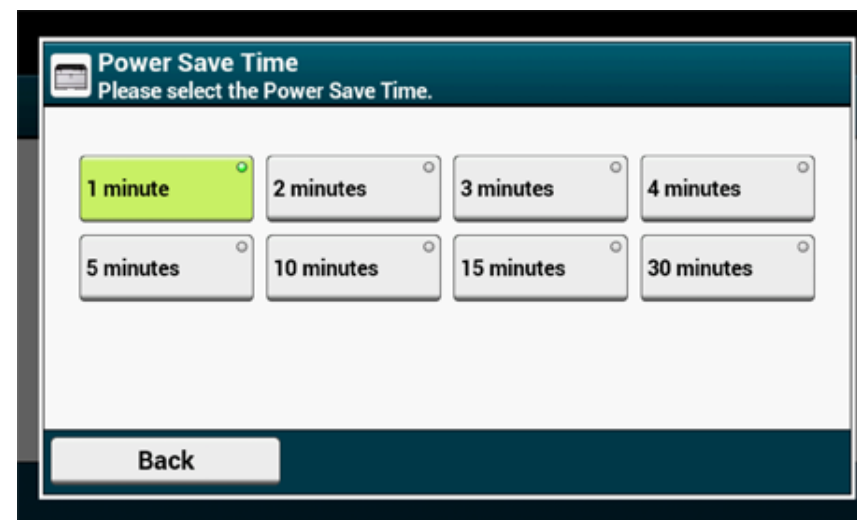 Power Save Time
Please select the Power Save Time.
1 minute
2 minutes
3 minutes
4 minutes
5 minutes
10 minutes
15 minutes
30 minutes
Back